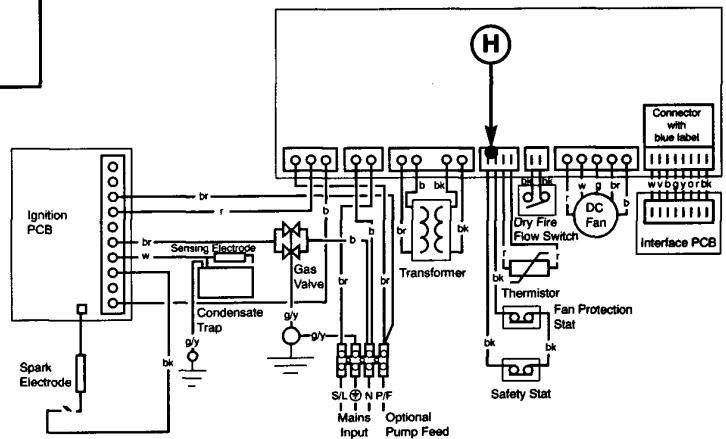 H
Connector
with
blue label
b
b bk
bk bk
r w g br b
w v b g y o r br bk
Ignition
PCB
br
r
br
w
Sensing Electrode
Condensate
Trap
Gas
Valve
b
b
br
bk
Transformer
Dry Fire
Flow Switch
DC
Fan
Interface PCB
r
r
Thermistor
bk
Fan Protection
Stat
bk
bk
Safety Stat
g/y
g/y
g/y
br
br
bk
Spark
Electrode
S/L N P/F
Mains
Input
Optional
Pump Feed